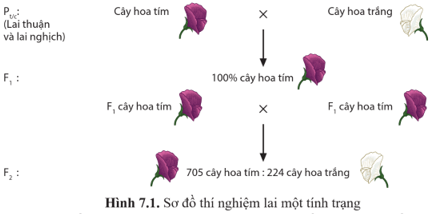 P t/c:
(Lai thuận
và lai nghịch)
Cây hoa tím × Cây hoa trắng
F₁ : 100% cây hoa tím
F₁ cây hoa tím × F₁ cây hoa tím
F₂ : 705 cây hoa tím : 224 cây hoa trắng
Hình 7.1. Sơ đồ thí nghiệm lai một tính trạng